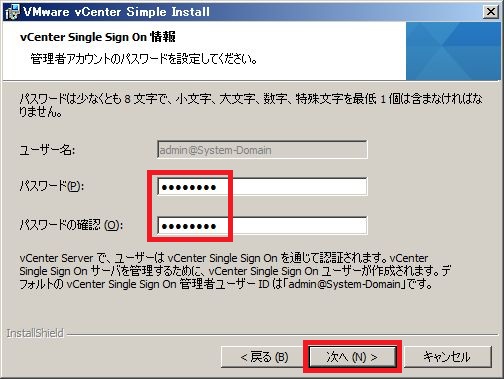 VMware vCenter Simple Install
vCenter Single Sign On 情報
管理者アカウントのパスワードを設定してください。
パスワードは少なくとも 8 文字で、小文字、大文字、数字、特殊文字を最低 1 個は含まなければな
りません。
ユーザー名:
admin@System-Domain
パスワード(P):
●●●●●●●●
パスワードの確認 (O):
●●●●●●●●
vCenter Server で、ユーザーは vCenter Single Sign On を通じて認証されます。vCenter
Single Sign On サーバを管理するために、vCenter Single Sign On ユーザーが作成されます。デ
フォルトの vCenter Single Sign On 管理者ユーザー ID は「admin@System-Domain」です。
InstallShield
< 戻る (B)
次へ (N) >
キャンセル